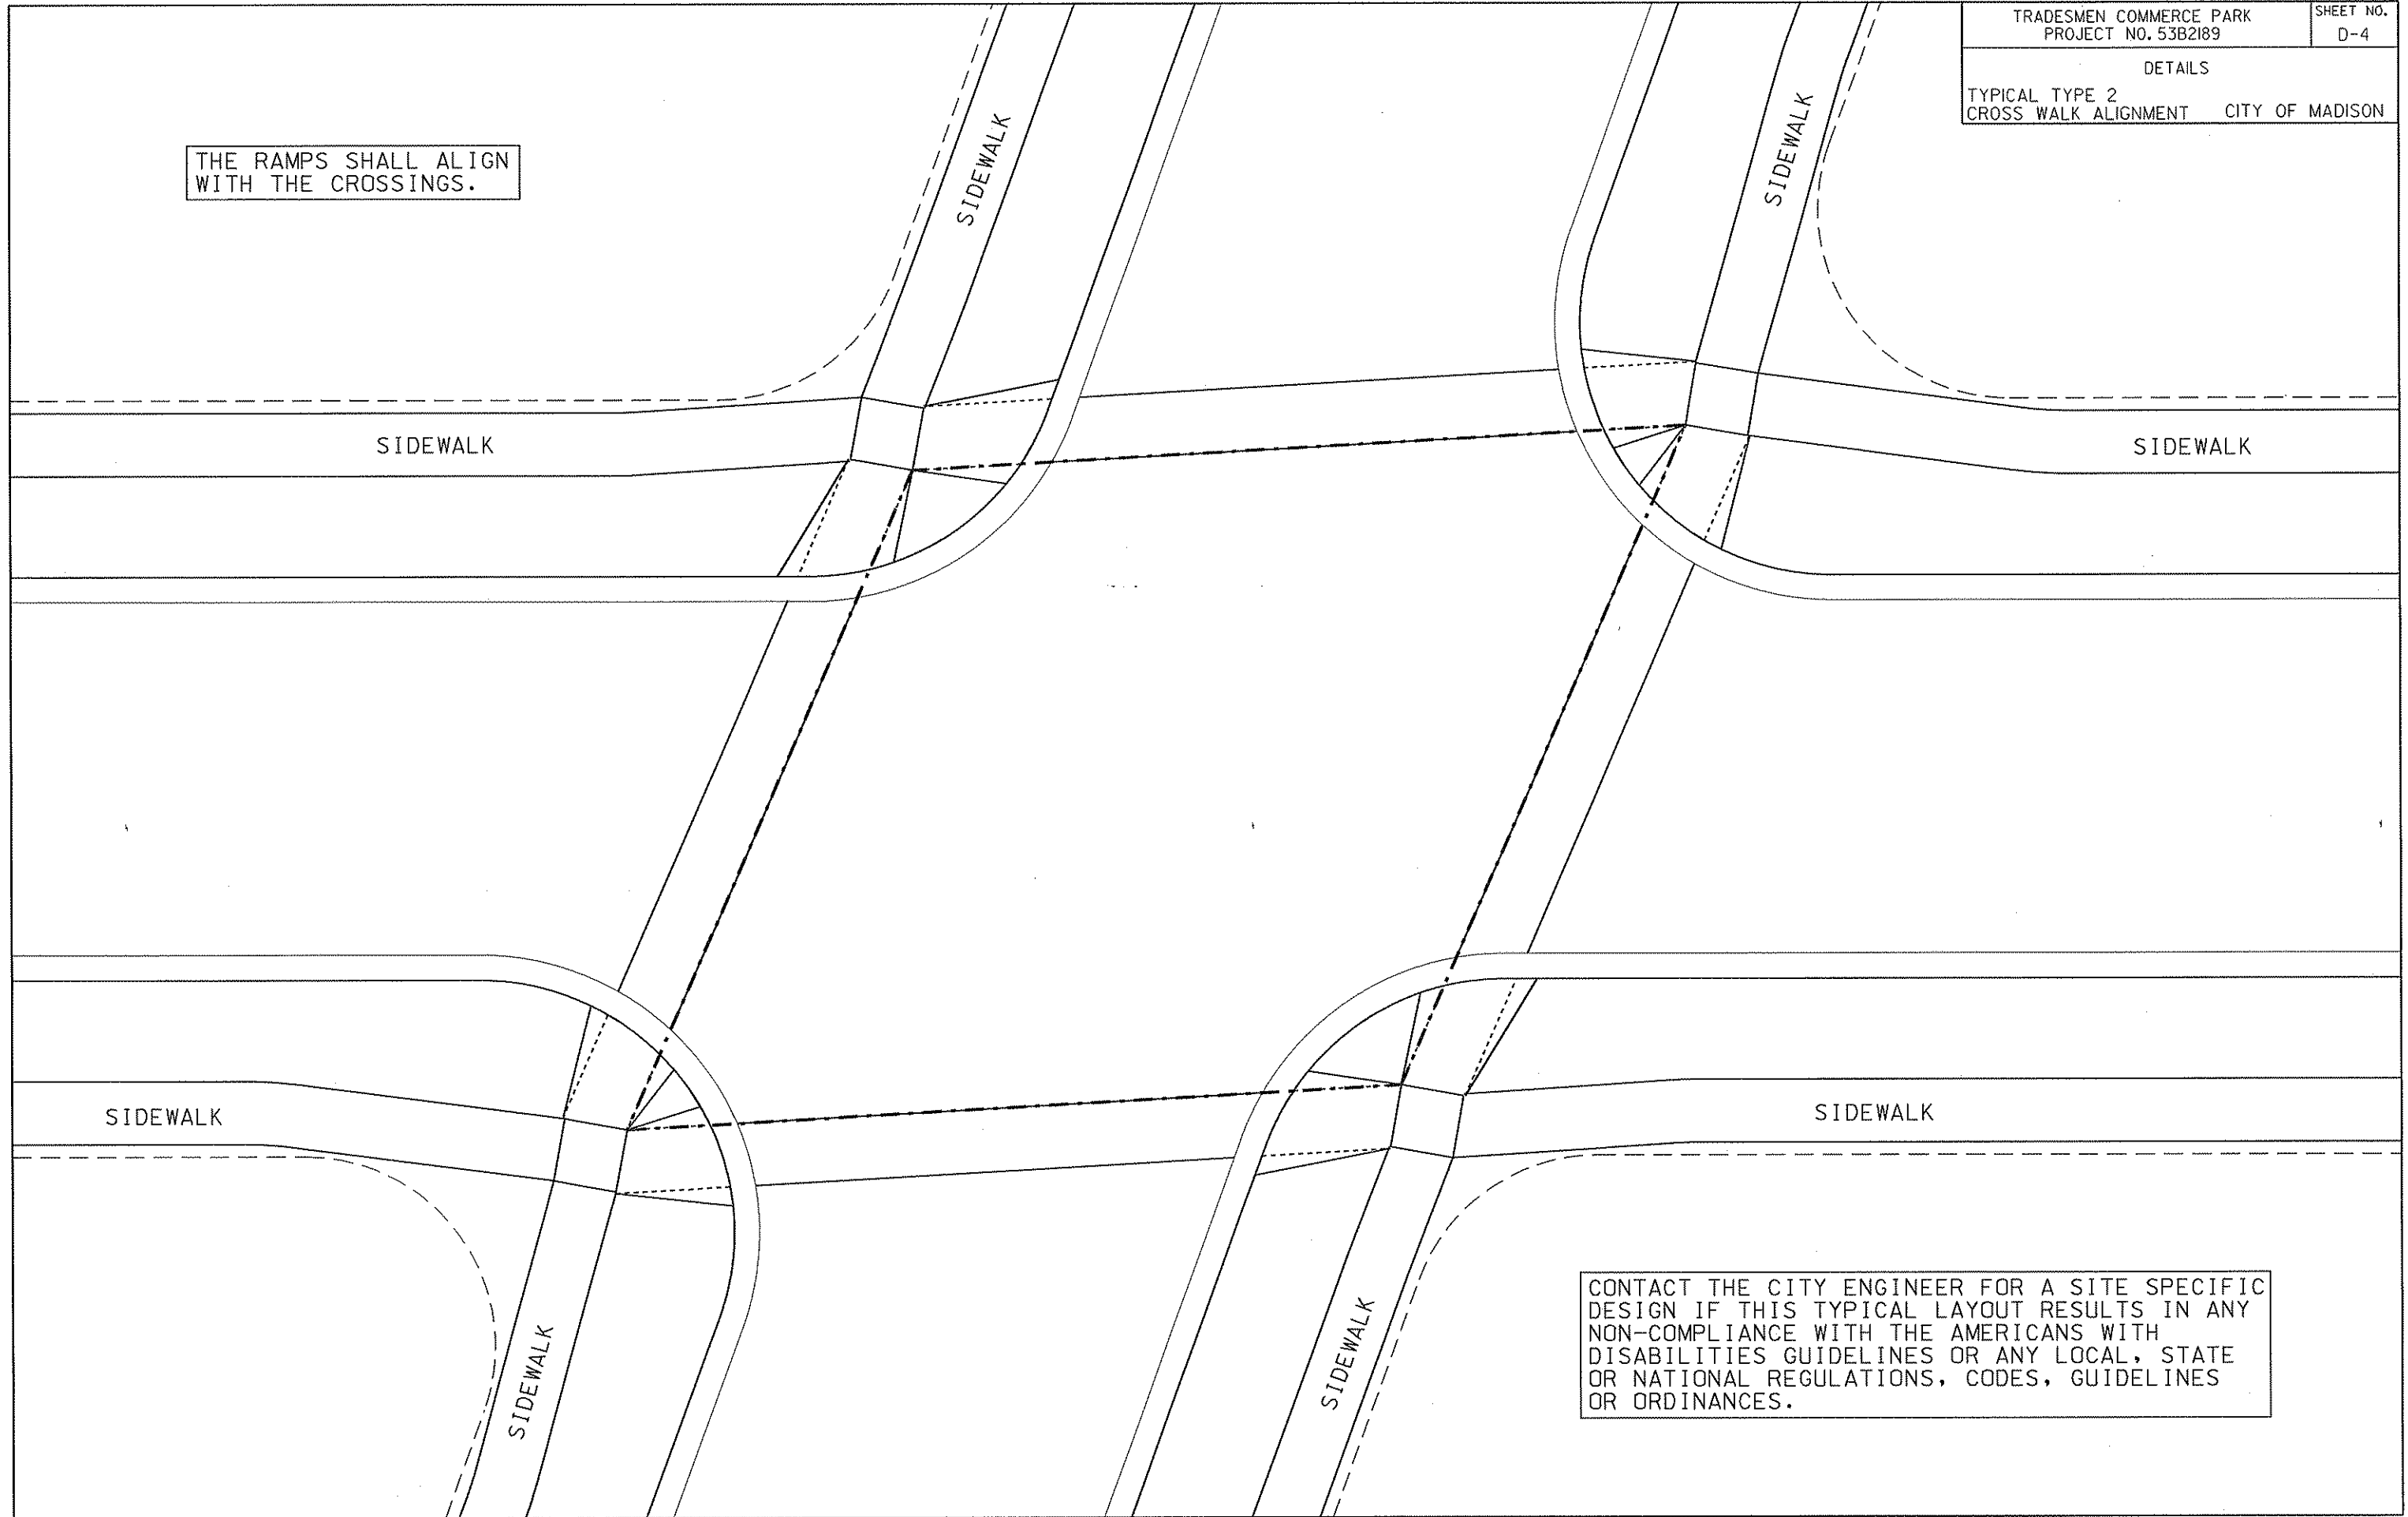 TRADESMEN COMMERCE PARK
PROJECT NO. 53B2189
SHEET NO.
D-4
DETAILS
TYPICAL TYPE 2
CROSS WALK ALIGNMENT CITY OF MADISON
THE RAMPS SHALL ALIGN
WITH THE CROSSINGS.
SIDEWALK
SIDEWALK
SIDEWALK
SIDEWALK
SIDEWALK
SIDEWALK
SIDEWALK
SIDEWALK
CONTACT THE CITY ENGINEER FOR A SITE SPECIFIC
DESIGN IF THIS TYPICAL LAYOUT RESULTS IN ANY
NON-COMPLIANCE WITH THE AMERICANS WITH
DISABILITIES GUIDELINES OR ANY LOCAL, STATE
OR NATIONAL REGULATIONS, CODES, GUIDELINES
OR ORDINANCES.